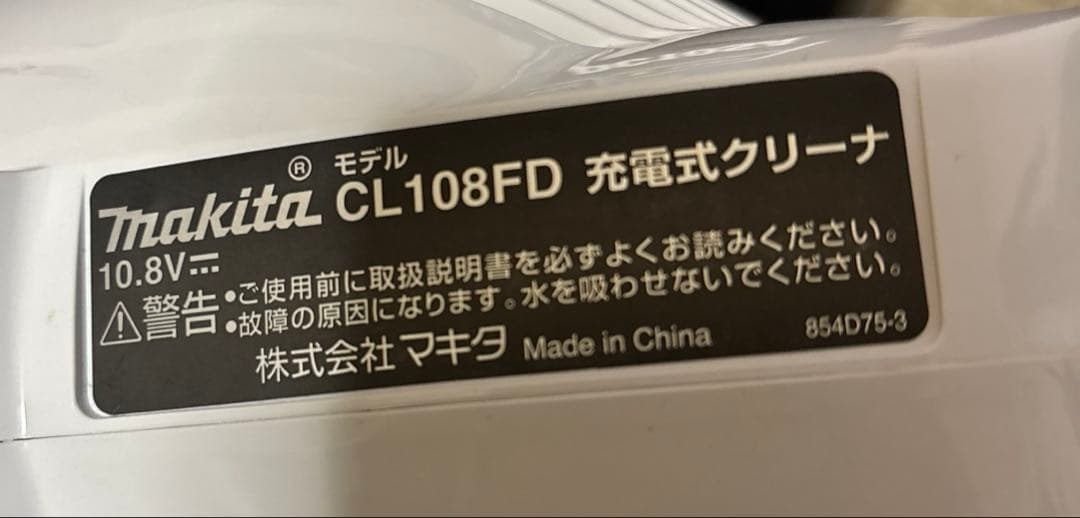 makita® モデル CL108FD 充電式クリーナ
10.8V⎓
⚠警告 •ご使用前に取扱説明書を必ずよくお読みください。
•故障の原因になります。水を吸わせないでください。
株式会社マキタ Made in China 854D75-3